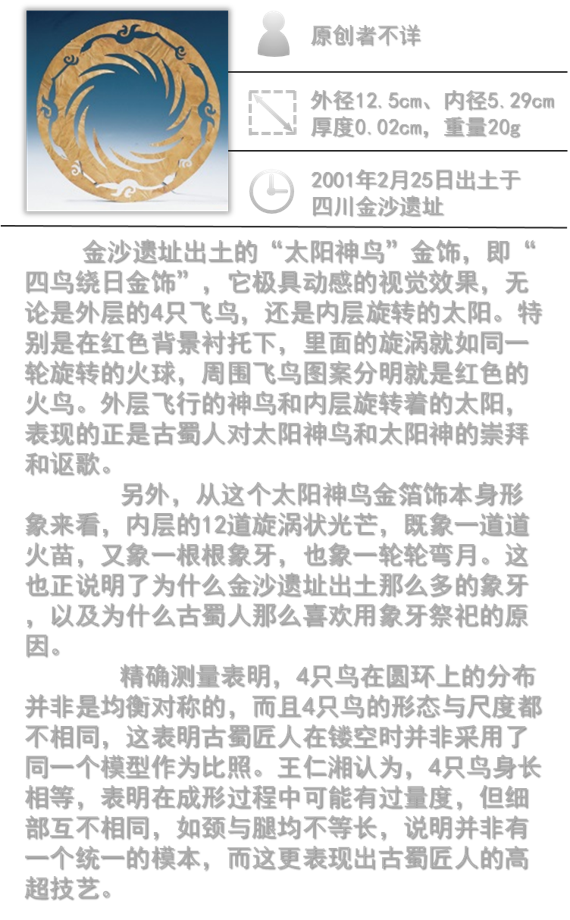 原创者不详
外径12.5cm、内径5.29cm
厚度0.02cm，重量20g
2001年2月25日出土于
四川金沙遗址
金沙遗址出土的“太阳神鸟”金饰，即“
四鸟绕日金饰”，它极具动感的视觉效果，无
论是外层的4只飞鸟，还是内层旋转的太阳。特
别是在红色背景衬托下，里面的旋涡就如同一
轮旋转的火球，周围飞鸟图案分明就是红色的
火鸟。外层飞行的神鸟和内层旋转着的太阳，
表现的正是古蜀人对太阳神鸟和太阳神的崇拜
和讴歌。
另外，从这个太阳神鸟金箔饰本身形
象来看，内层的12道旋涡状光芒，既象一道道
火苗，又象一根根象牙，也象一轮轮弯月。这
也正说明了为什么金沙遗址出土那么多的象牙
，以及为什么古蜀人那么喜欢用象牙祭祀的原
因。
精确测量表明，4只鸟在圆环上的分布
并非是均衡对称的，而且4只鸟的形态与尺度都
不相同，这表明古蜀匠人在镂空时并非采用了
同一个模型作为比照。王仁湘认为，4只鸟身长
相等，表明在成形过程中可能有过量度，但细
部互不相同，如颈与腿均不等长，说明并非有
一个统一的模本，而这更表现出古蜀匠人的高
超技艺。